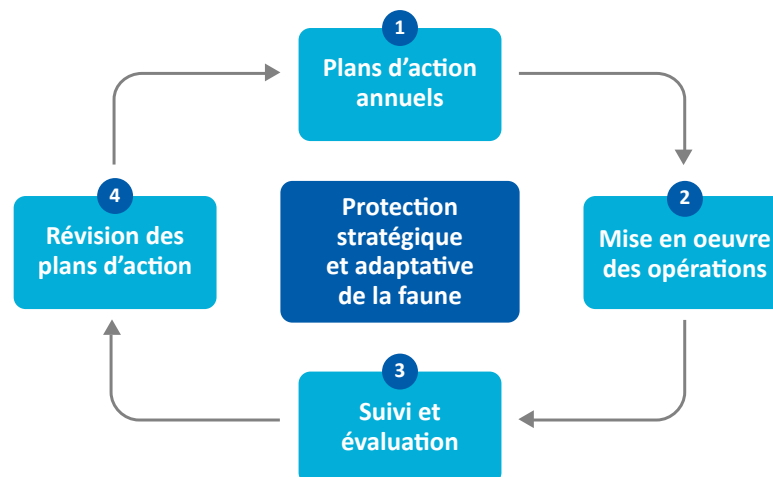 1
Plans d’action
annuels
2
Mise en oeuvre
des opérations
3
Suivi et
évaluation
4
Révision des
plans d’action
Protection
stratégique
et adaptative
de la faune